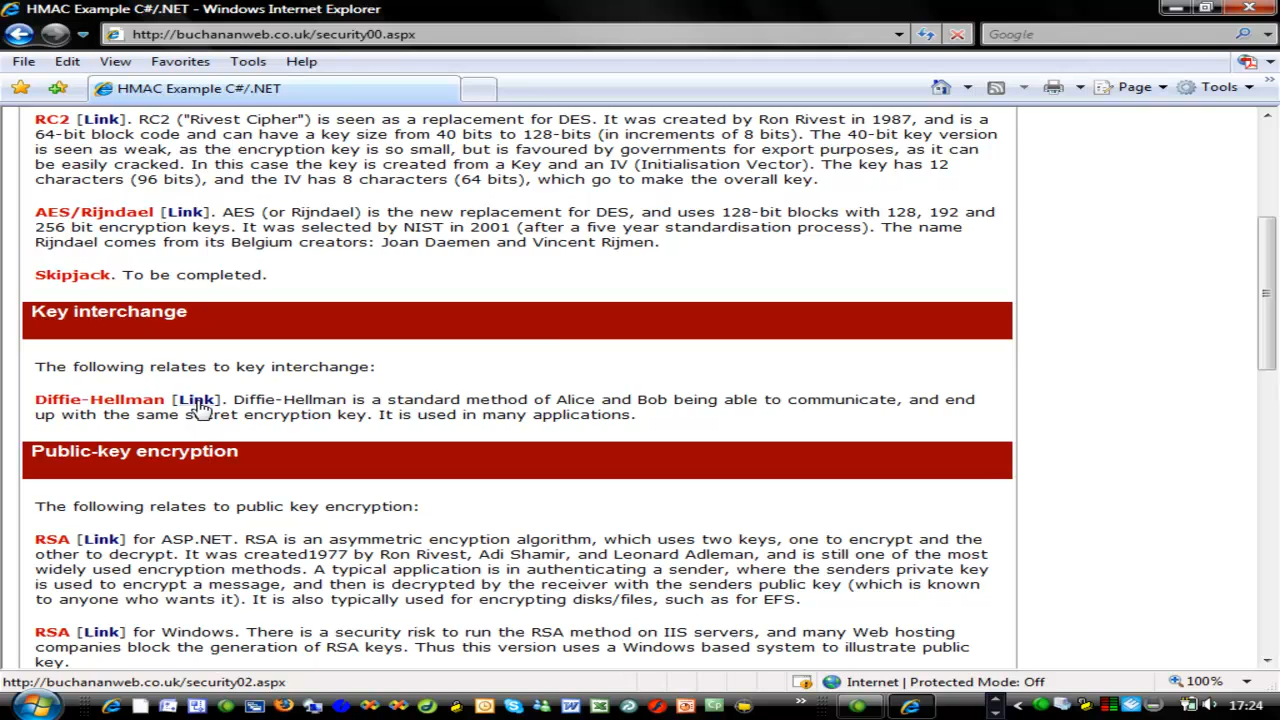 HMAC Example C#/.NET - Windows Internet Explorer
http://buchananweb.co.uk/security00.aspx
Google
File Edit View Favorites Tools Help
HMAC Example C#/.NET
Page Tools
RC2 [Link]. RC2 ("Rivest Cipher") is seen as a replacement for DES. It was created by Ron Rivest in 1987, and is a
64-bit block code and can have a key size from 40 bits to 128-bits (in increments of 8 bits). The 40-bit key version
is seen as weak, as the encryption key is so small, but is favoured by governments for export purposes, as it can
be easily cracked. In this case the key is created from a Key and an IV (Initialisation Vector). The key has 12
characters (96 bits), and the IV has 8 characters (64 bits), which go to make the overall key.
AES/Rijndael [Link]. AES (or Rijndael) is the new replacement for DES, and uses 128-bit blocks with 128, 192 and
256 bit encryption keys. It was selected by NIST in 2001 (after a five year standardisation process). The name
Rijndael comes from its Belgium creators: Joan Daemen and Vincent Rijmen.
Skipjack. To be completed.
Key interchange
The following relates to key interchange:
Diffie-Hellman [Link]. Diffie-Hellman is a standard method of Alice and Bob being able to communicate, and end
up with the same secret encryption key. It is used in many applications.
Public-key encryption
The following relates to public key encryption:
RSA [Link] for ASP.NET. RSA is an asymmetric encyption algorithm, which uses two keys, one to encrypt and the
other to decrypt. It was created1977 by Ron Rivest, Adi Shamir, and Leonard Adleman, and is still one of the most
widely used encryption methods. A typical application is in authenticating a sender, where the senders private key
is used to encrypt a message, and then is decrypted by the receiver with the senders public key (which is known
to anyone who wants it). It is also typically used for encrypting disks/files, such as for EFS.
RSA [Link] for Windows. There is a security risk to run the RSA method on IIS servers, and many Web hosting
companies block the generation of RSA keys. Thus this version uses a Windows based system to illustrate public
key.
http://buchananweb.co.uk/security02.aspx
Internet | Protected Mode: Off
100%
17:24